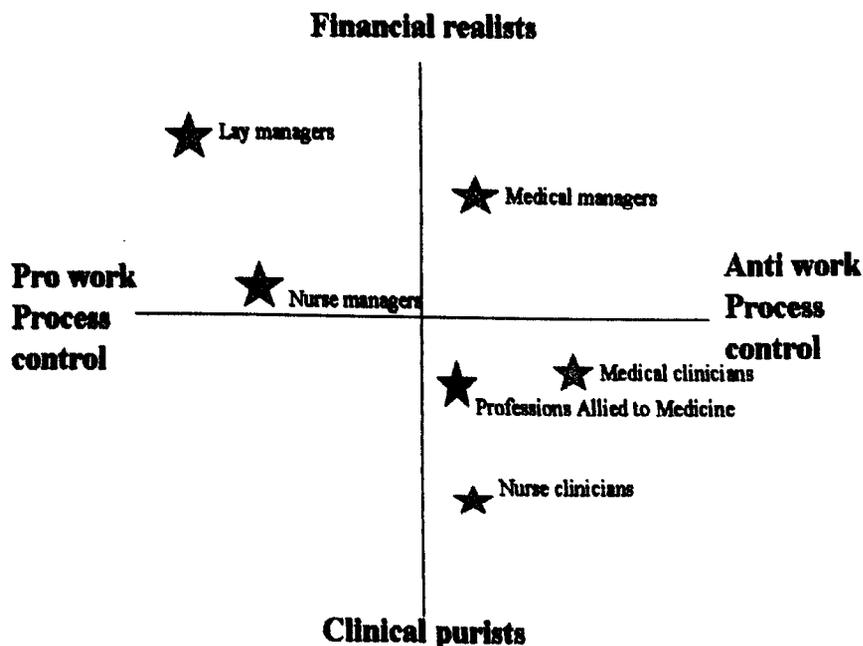 Financial realists
Lay managers
Medical managers
Pro work
Process
control
Anti work
Process
control
Nurse managers
Medical clinicians
Professions Allied to Medicine
Nurse clinicians
Clinical purists